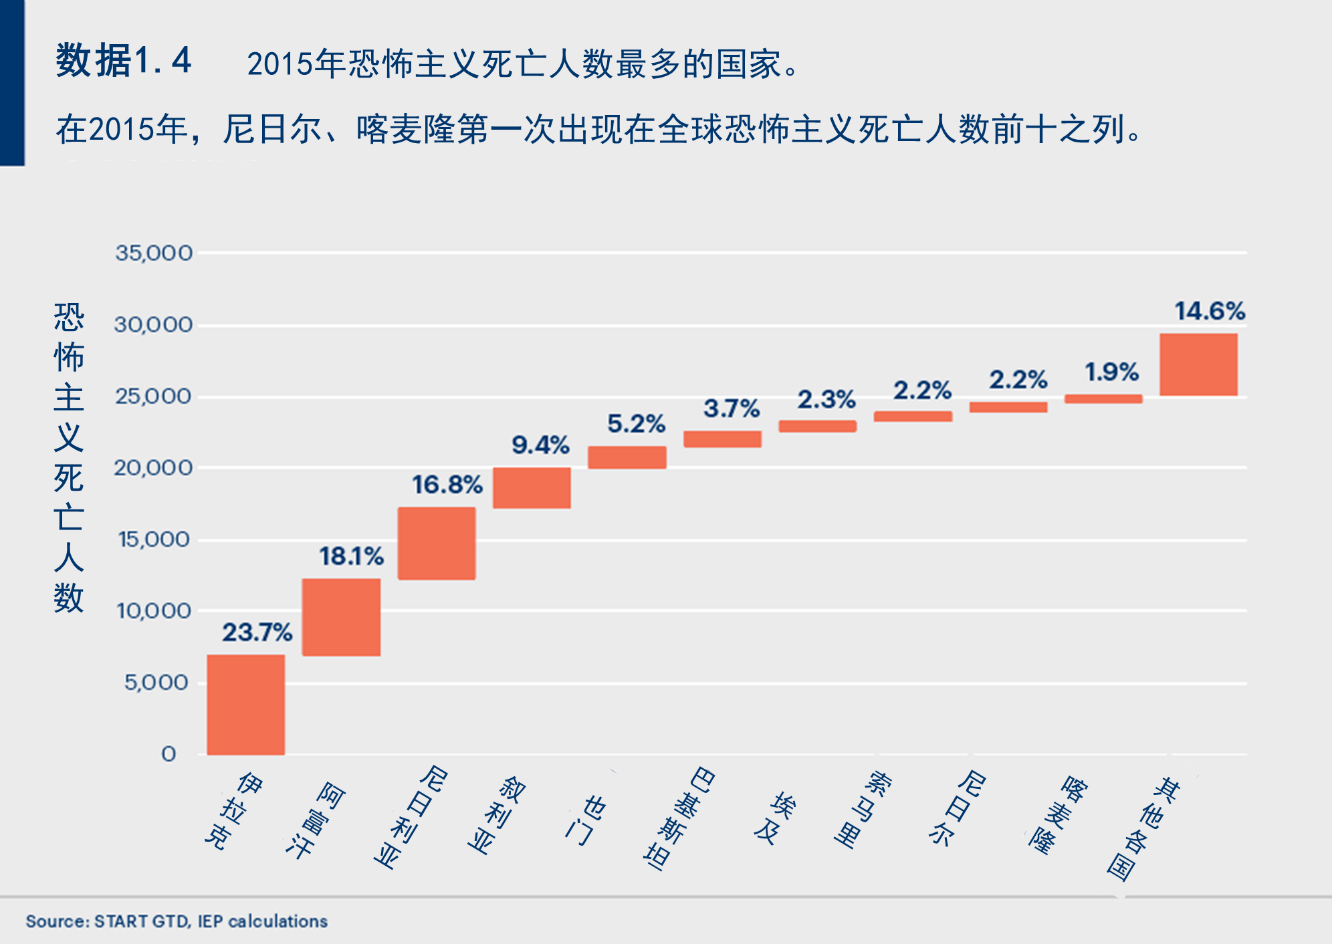 数据1.4 2015年恐怖主义死亡人数最多的国家。
在2015年，尼日尔、喀麦隆第一次出现在全球恐怖主义死亡人数前十之列。
恐怖主义死亡人数
35,000
30,000
25,000
20,000
15,000
10,000
5,000
0
23.7%
18.1%
16.8%
9.4%
5.2%
3.7%
2.3%
2.2%
2.2%
1.9%
14.6%
伊拉克
阿富汗
尼日利亚
叙利亚
也门
巴基斯坦
埃及
索马里
尼日尔
喀麦隆
其他各国
Source: START GTD, IEP calculations